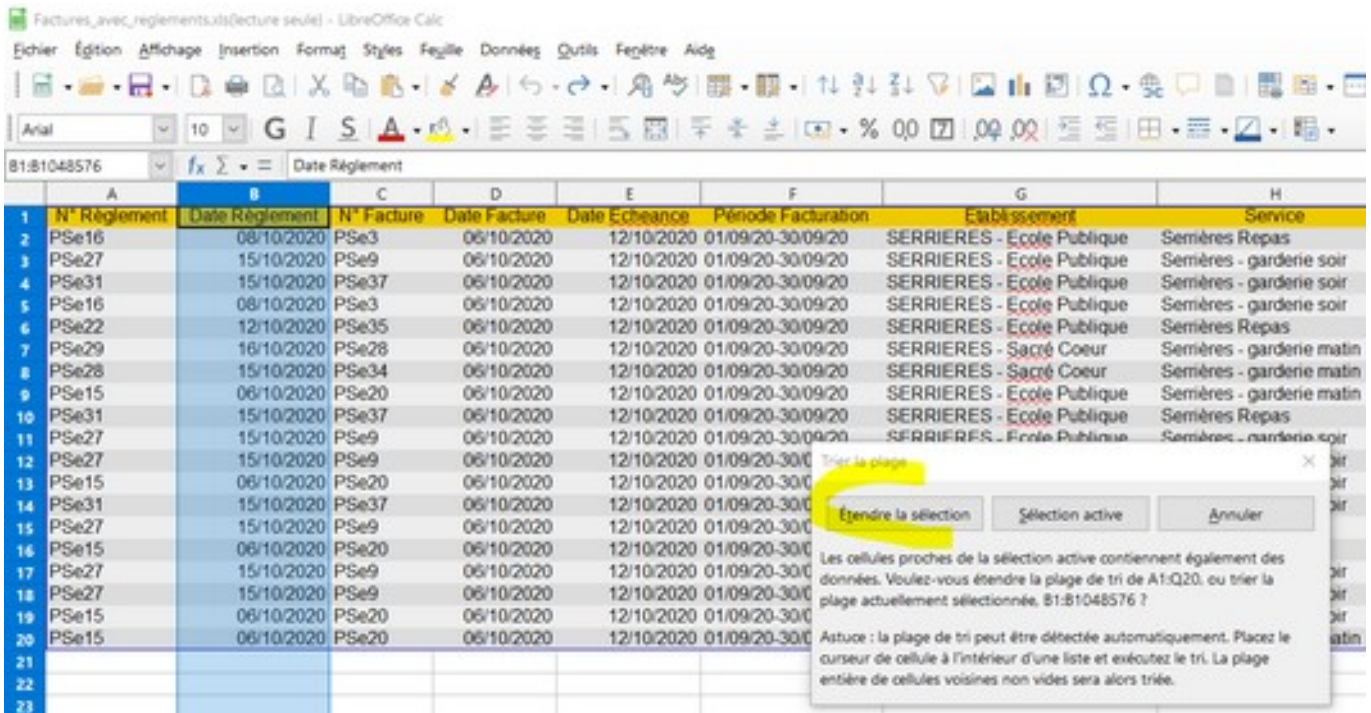 Factures_avec_reglements.xls(lecture seule) - LibreOffice Calc
Fichier Édition Affichage Insertion Format Styles Feuille Données Outils Fenêtre Aide
Arial 10 G I S A % 0,0 7 ,00 ,00
B1:B1048576 fx Σ = Date Règlement
A B C D E F G H
1 N° Règlement Date Règlement N° Facture Date Facture Date Echeance Période Facturation Etablissement Service
2 PSe16 08/10/2020 PSe3 06/10/2020 12/10/2020 01/09/20-30/09/20 SERRIERES - Ecole Publique Serrières Repas
3 PSe27 15/10/2020 PSe9 06/10/2020 12/10/2020 01/09/20-30/09/20 SERRIERES - Ecole Publique Serrières - garderie soir
4 PSe31 15/10/2020 PSe37 06/10/2020 12/10/2020 01/09/20-30/09/20 SERRIERES - Ecole Publique Serrières - garderie soir
5 PSe16 08/10/2020 PSe3 06/10/2020 12/10/2020 01/09/20-30/09/20 SERRIERES - Ecole Publique Serrières - garderie soir
6 PSe22 12/10/2020 PSe35 06/10/2020 12/10/2020 01/09/20-30/09/20 SERRIERES - Ecole Publique Serrières Repas
7 PSe29 16/10/2020 PSe28 06/10/2020 12/10/2020 01/09/20-30/09/20 SERRIERES - Sacré Coeur Serrières - garderie matin
8 PSe28 15/10/2020 PSe34 06/10/2020 12/10/2020 01/09/20-30/09/20 SERRIERES - Sacré Coeur Serrières - garderie matin
9 PSe15 06/10/2020 PSe20 06/10/2020 12/10/2020 01/09/20-30/09/20 SERRIERES - Ecole Publique Serrières - garderie matin
10 PSe31 15/10/2020 PSe37 06/10/2020 12/10/2020 01/09/20-30/09/20 SERRIERES - Ecole Publique Serrières Repas
11 PSe27 15/10/2020 PSe9 06/10/2020 12/10/2020 01/09/20-30/09/20 SERRIERES - Ecole Publique Serrières - garderie soir
12 PSe27 15/10/2020 PSe9 06/10/2020 12/10/2020 01/09/20-30/0
13 PSe15 06/10/2020 PSe20 06/10/2020 12/10/2020 01/09/20-30/0
14 PSe31 15/10/2020 PSe37 06/10/2020 12/10/2020 01/09/20-30/0
15 PSe27 15/10/2020 PSe9 06/10/2020 12/10/2020 01/09/20-30/0
16 PSe15 06/10/2020 PSe20 06/10/2020 12/10/2020 01/09/20-30/0
17 PSe27 15/10/2020 PSe9 06/10/2020 12/10/2020 01/09/20-30/0
18 PSe27 15/10/2020 PSe9 06/10/2020 12/10/2020 01/09/20-30/0
19 PSe15 06/10/2020 PSe20 06/10/2020 12/10/2020 01/09/20-30/0
20 PSe15 06/10/2020 PSe20 06/10/2020 12/10/2020 01/09/20-30/0
21
22
23
Trier la plage
Étendre la sélection Sélection active Annuler
Les cellules proches de la sélection active contiennent également des
données. Voulez-vous étendre la plage de tri de A1:Q20, ou trier la
plage actuellement sélectionnée, B1:B1048576 ?
Astuce : la plage de tri peut être détectée automatiquement. Placez le
curseur de cellule à l'intérieur d'une liste et exécutez le tri. La plage
entière de cellules voisines non vides sera alors triée.